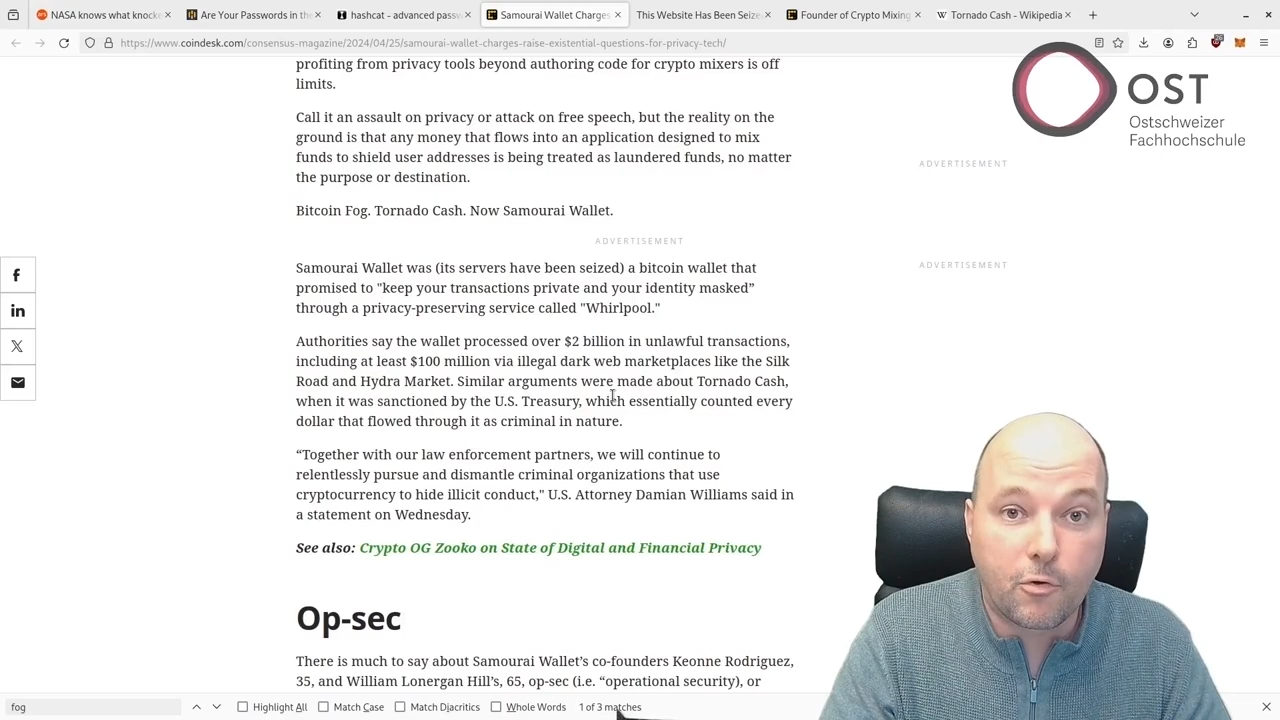 NASA knows what knocke
Are Your Passwords in the
hashcat - advanced passw
Samourai Wallet Charges
This Website Has Been Seize
Founder of Crypto Mixing
Tornado Cash - Wikipedia
https://www.coindesk.com/consensus-magazine/2024/04/25/samourai-wallet-charges-raise-existential-questions-for-privacy-tech/
OST
Ostschweizer
Fachhochschule
profiting from privacy tools beyond authoring code for crypto mixers is off
limits.
Call it an assault on privacy or attack on free speech, but the reality on the
ground is that any money that flows into an application designed to mix
funds to shield user addresses is being treated as laundered funds, no matter
the purpose or destination.
ADVERTISEMENT
Bitcoin Fog. Tornado Cash. Now Samourai Wallet.
ADVERTISEMENT
ADVERTISEMENT
Samourai Wallet was (its servers have been seized) a bitcoin wallet that
promised to "keep your transactions private and your identity masked”
through a privacy-preserving service called "Whirlpool."
Authorities say the wallet processed over $2 billion in unlawful transactions,
including at least $100 million via illegal dark web marketplaces like the Silk
Road and Hydra Market. Similar arguments were made about Tornado Cash,
when it was sanctioned by the U.S. Treasury, which essentially counted every
dollar that flowed through it as criminal in nature.
“Together with our law enforcement partners, we will continue to
relentlessly pursue and dismantle criminal organizations that use
cryptocurrency to hide illicit conduct," U.S. Attorney Damian Williams said in
a statement on Wednesday.
See also: Crypto OG Zooko on State of Digital and Financial Privacy
Op-sec
There is much to say about Samourai Wallet’s co-founders Keonne Rodriguez,
35, and William Lonergan Hill’s, 65, op-sec (i.e. “operational security), or
fog
Highlight All
Match Case
Match Diacritics
Whole Words
1 of 3 matches